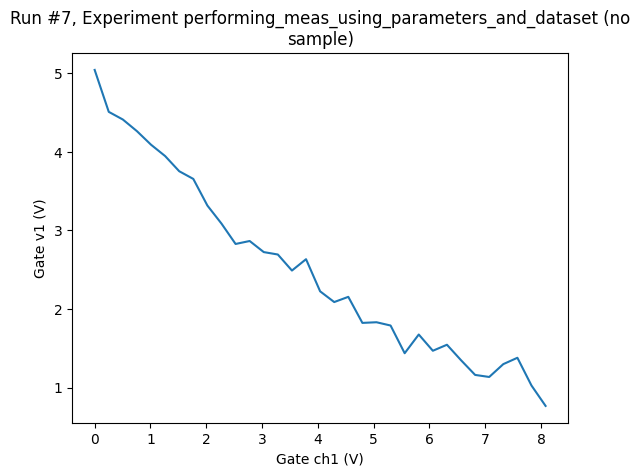 Run #7, Experiment performing_meas_using_parameters_and_dataset (no
sample)
5
4
3
2
1
Gate v1 (V)
0 1 2 3 4 5 6 7 8
Gate ch1 (V)